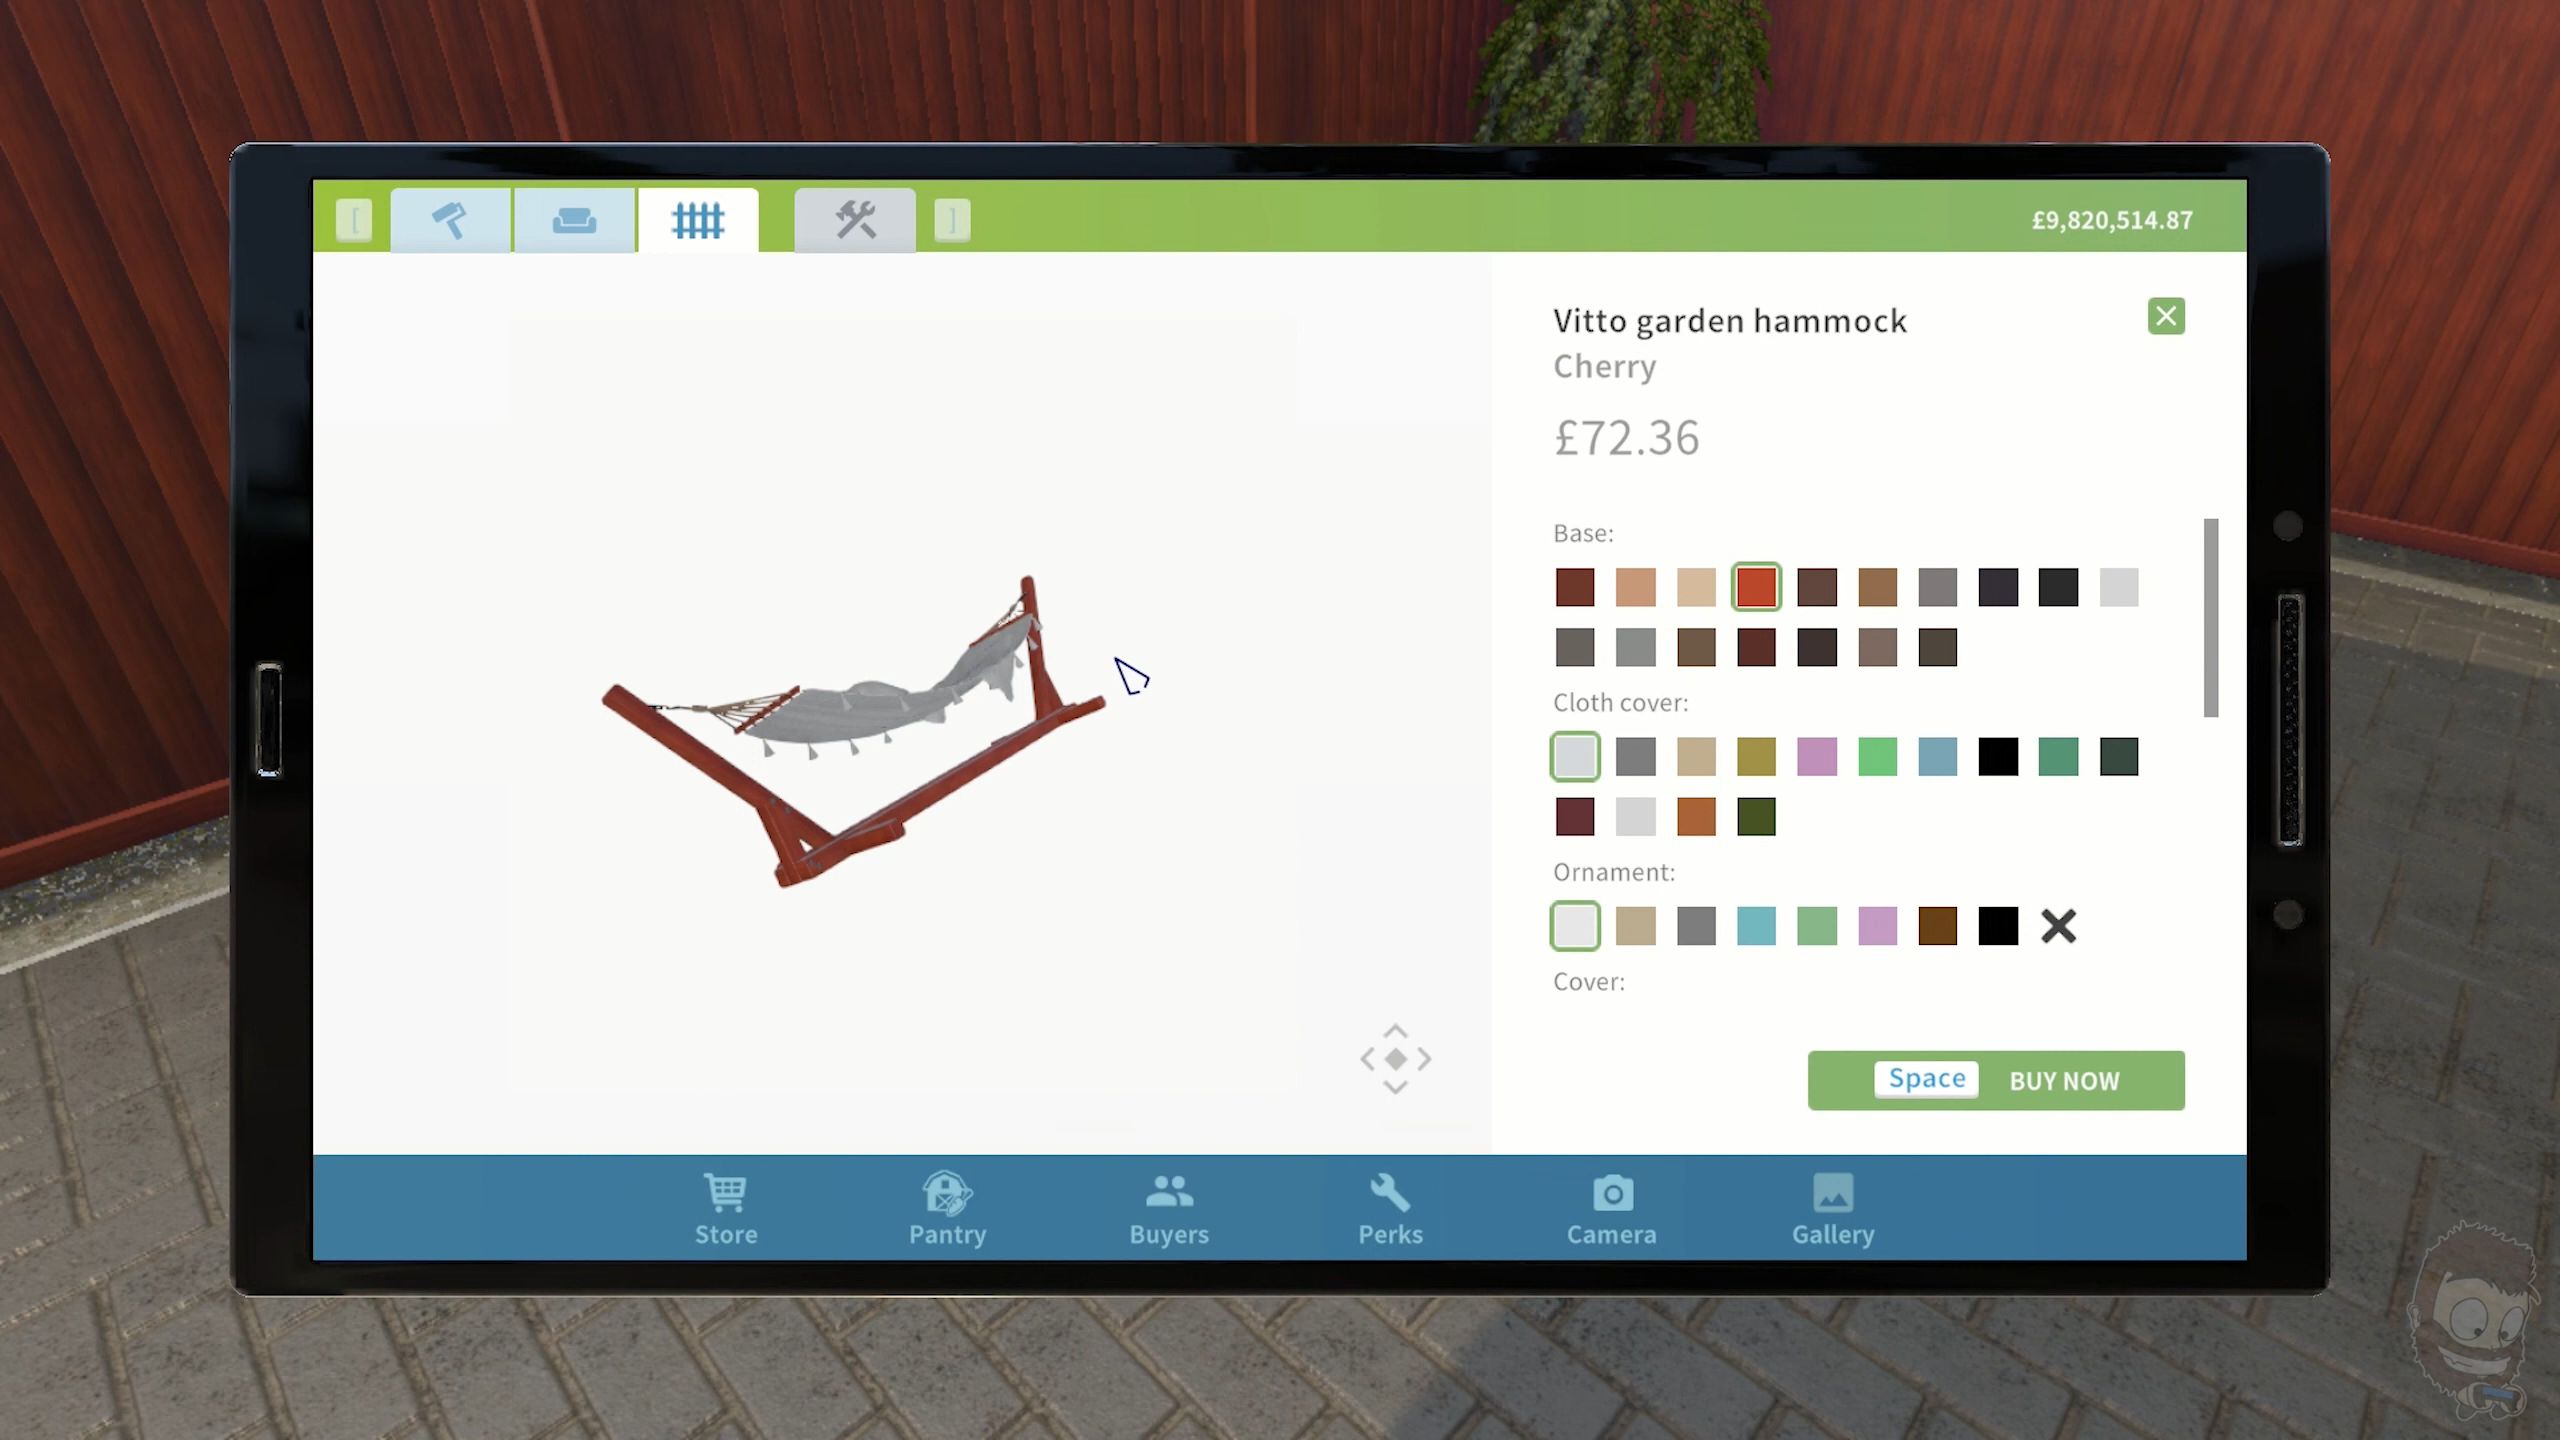 [
]
£9,820,514.87
Vitto garden hammock
Cherry
£72.36
Base:
Cloth cover:
Ornament:
Cover:
Space BUY NOW
Store Pantry Buyers Perks Camera Gallery